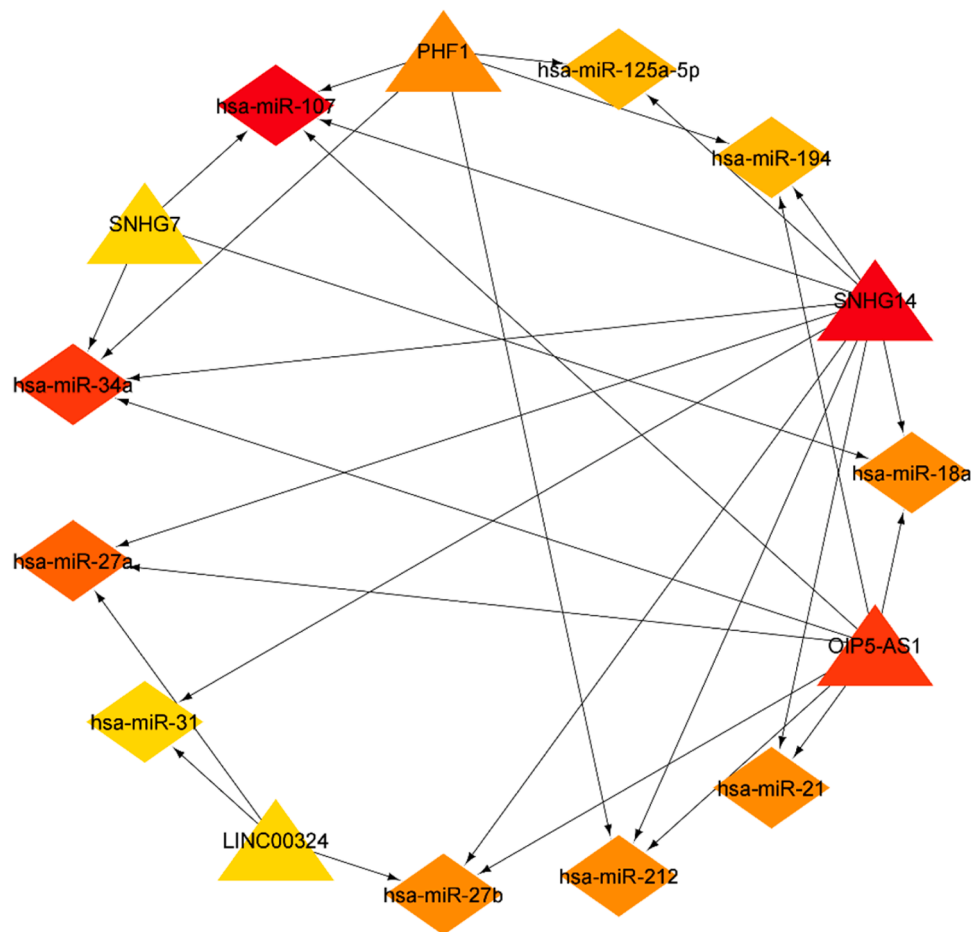 PHF1
hsa-miR-125a-5p
hsa-miR-107
hsa-miR-194
SNHG7
SNHG14
hsa-miR-34a
hsa-miR-18a
hsa-miR-27a
OIP5-AS1
hsa-miR-31
hsa-miR-21
LINC00324
hsa-miR-212
hsa-miR-27b